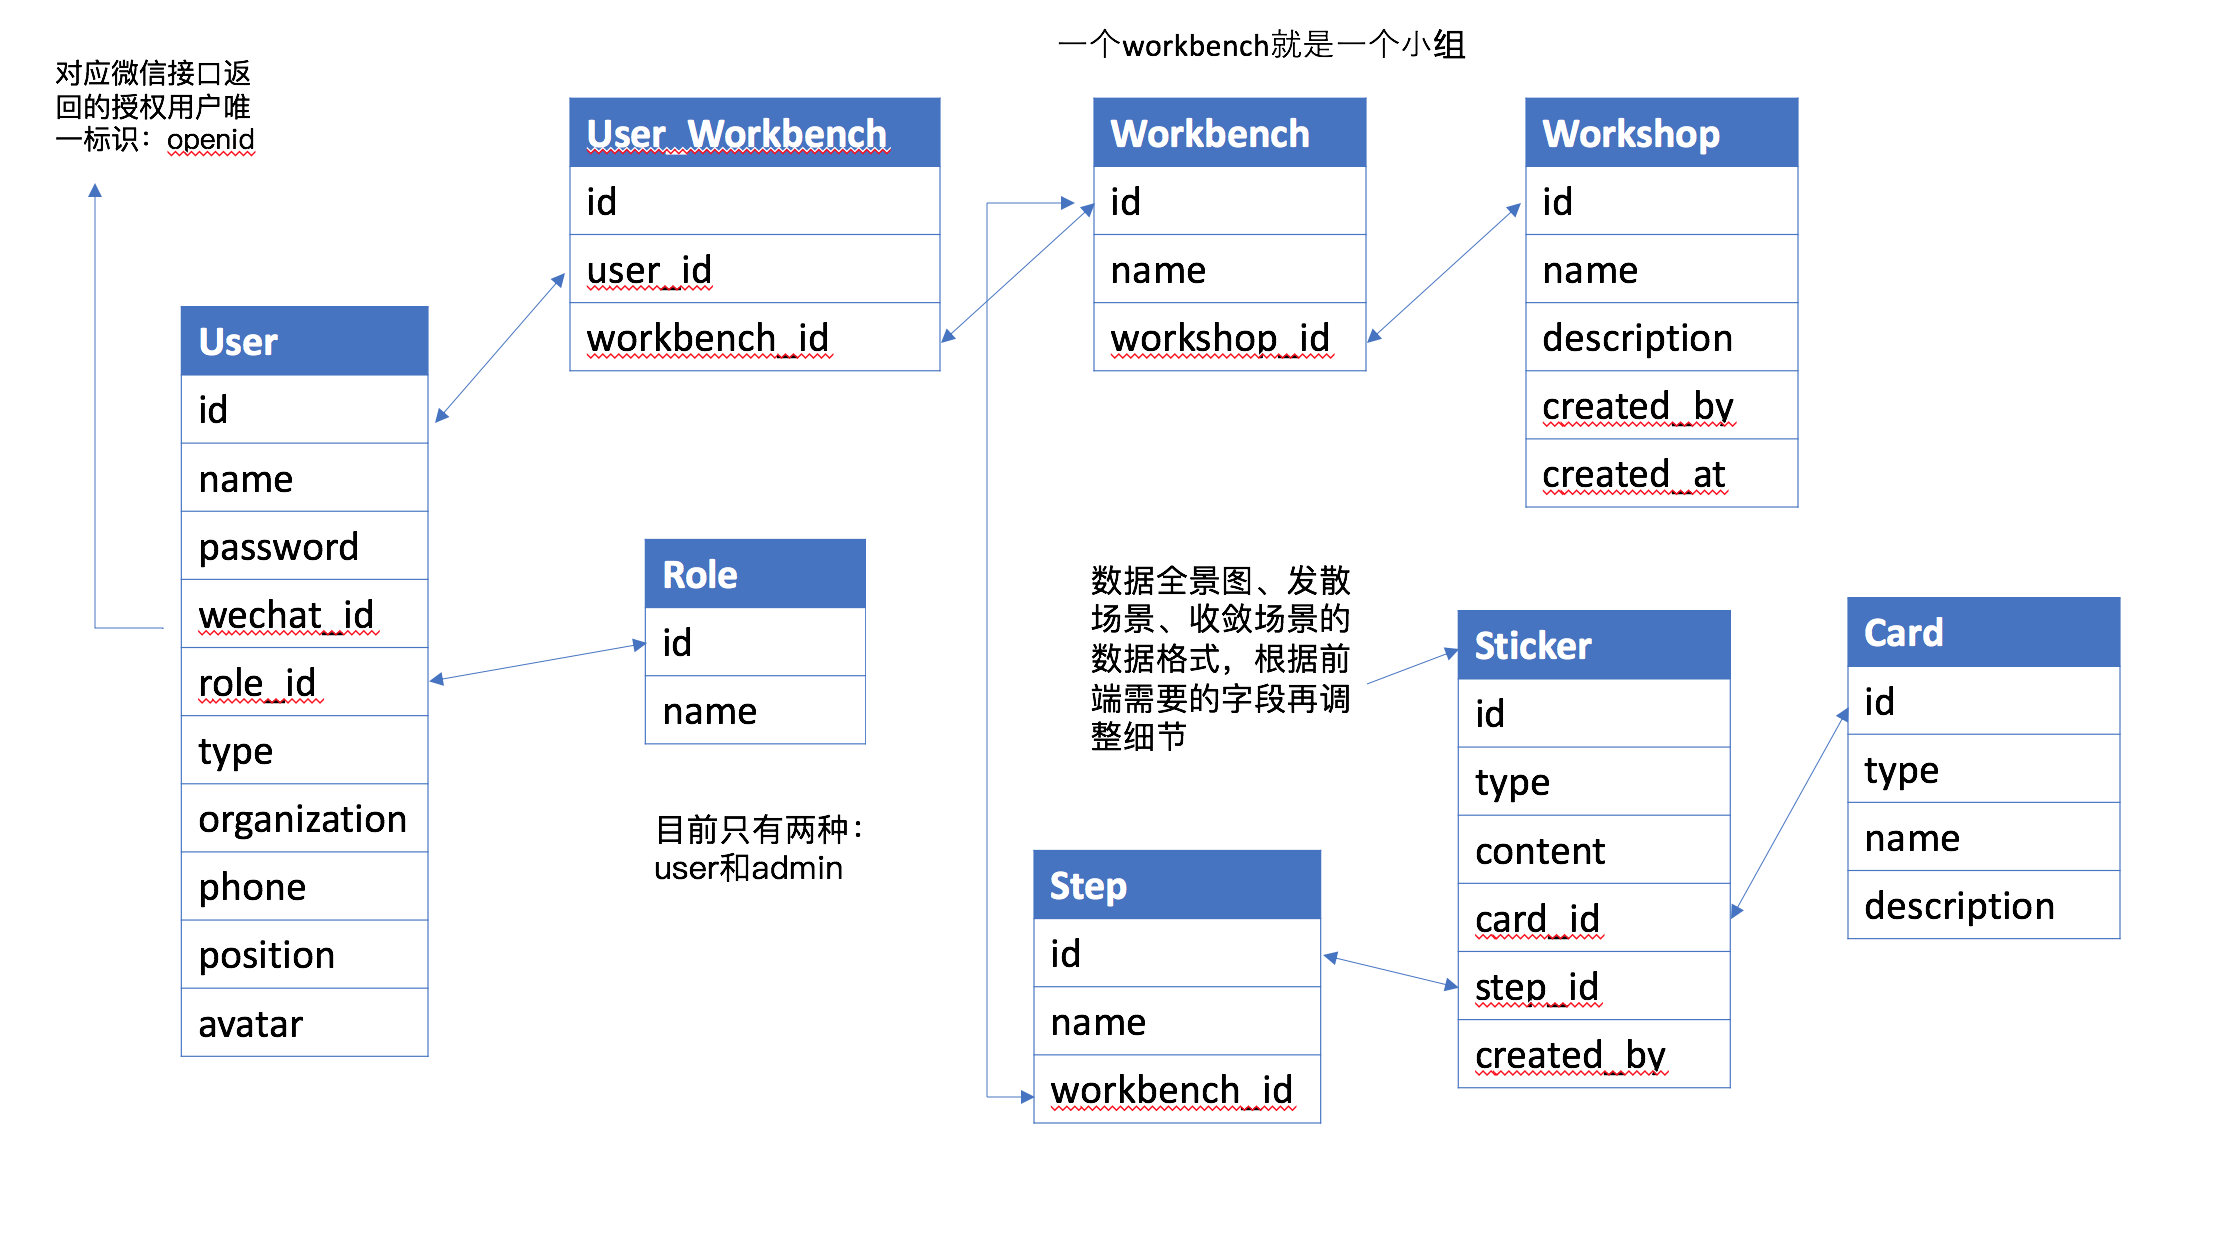 一个workbench就是一个小组
对应微信接口返
回的授权用户唯
一标识：openid
User_Workbench
id
user_id
workbench_id
Workbench
id
name
workshop_id
Workshop
id
name
description
created_by
created_at
User
id
name
password
wechat_id
role_id
type
organization
phone
position
avatar
Role
id
name
目前只有两种：
user和admin
数据全景图、发散
场景、收敛场景的
数据格式，根据前
端需要的字段再调
整细节
Sticker
id
type
content
card_id
step_id
created_by
Card
id
type
name
description
Step
id
name
workbench_id